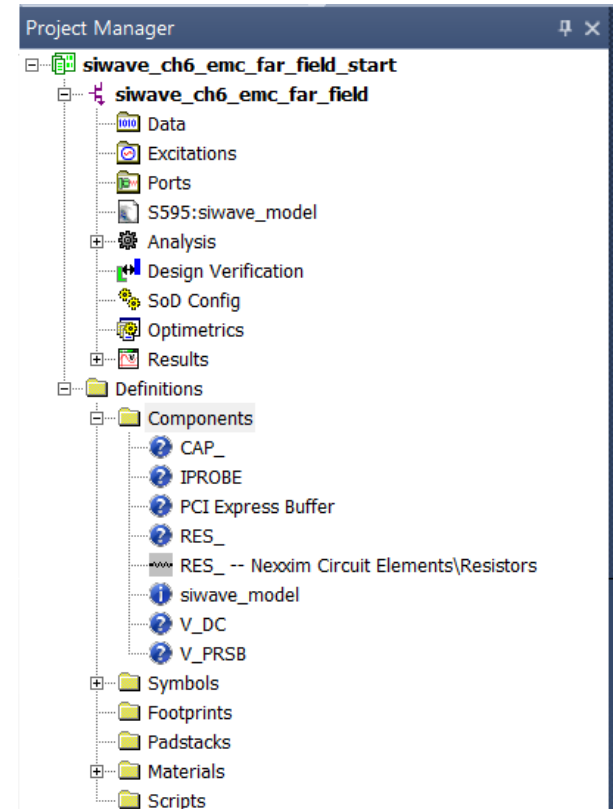 Project Manager
siwave_ch6_emc_far_field_start
siwave_ch6_emc_far_field
Data
Excitations
Ports
S595:siwave_model
Analysis
Design Verification
SoD Config
Optimetrics
Results
Definitions
Components
CAP_
IPROBE
PCI Express Buffer
RES_
RES_ -- Nexxim Circuit Elements\Resistors
siwave_model
V_DC
V_PRSB
Symbols
Footprints
Padstacks
Materials
Scripts